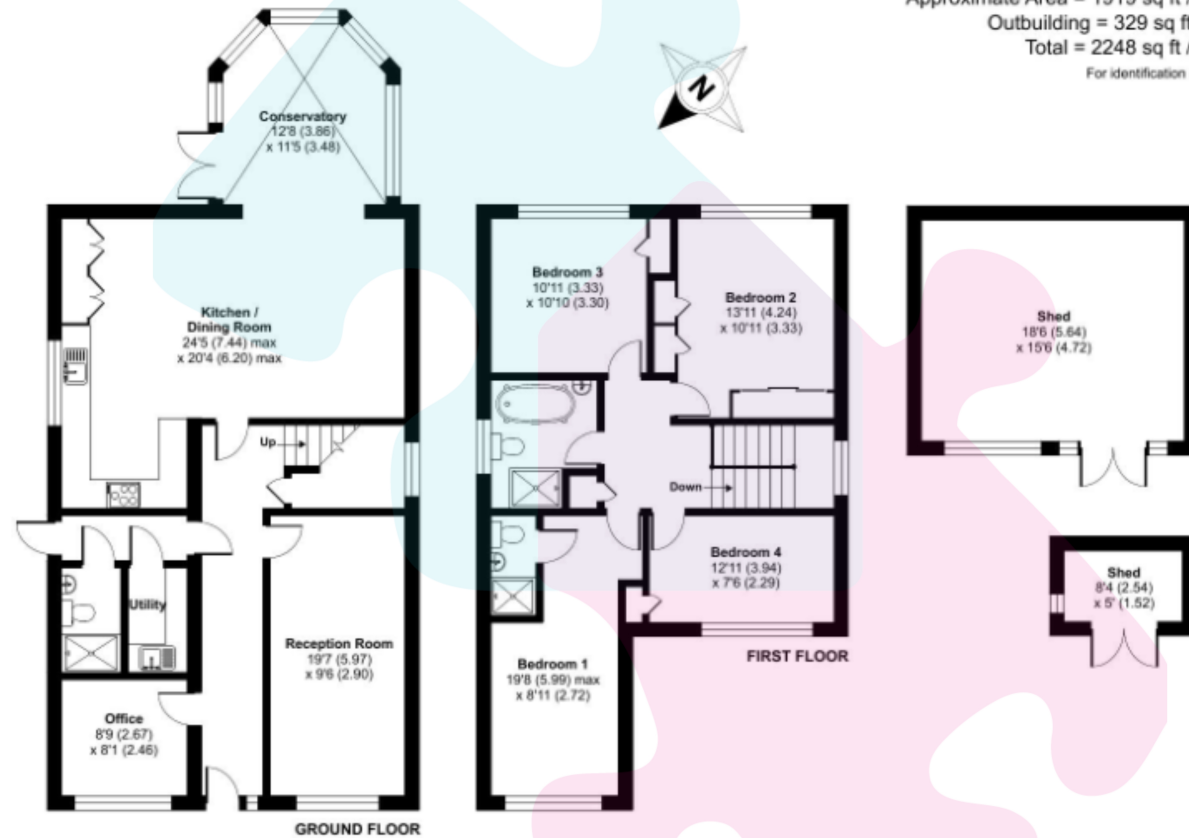 Approximate Area = 1919 sq ft /
Outbuilding = 329 sq ft
Total = 2248 sq ft /
For identification
N
Conservatory
12'8 (3.86)
x 11'5 (3.48)
Kitchen /
Dining Room
24'5 (7.44) max
x 20'4 (6.20) max
Up
Utility
Reception Room
19'7 (5.97)
x 9'6 (2.90)
Office
8'9 (2.67)
x 8'1 (2.46)
GROUND FLOOR
Bedroom 3
10'11 (3.33)
x 10'10 (3.30)
Bedroom 2
13'11 (4.24)
x 10'11 (3.33)
Down
Bedroom 4
12'11 (3.94)
x 7'6 (2.29)
Bedroom 1
19'8 (5.99) max
x 8'11 (2.72)
FIRST FLOOR
Shed
18'6 (5.64)
x 15'6 (4.72)
Shed
8'4 (2.54)
x 5' (1.52)